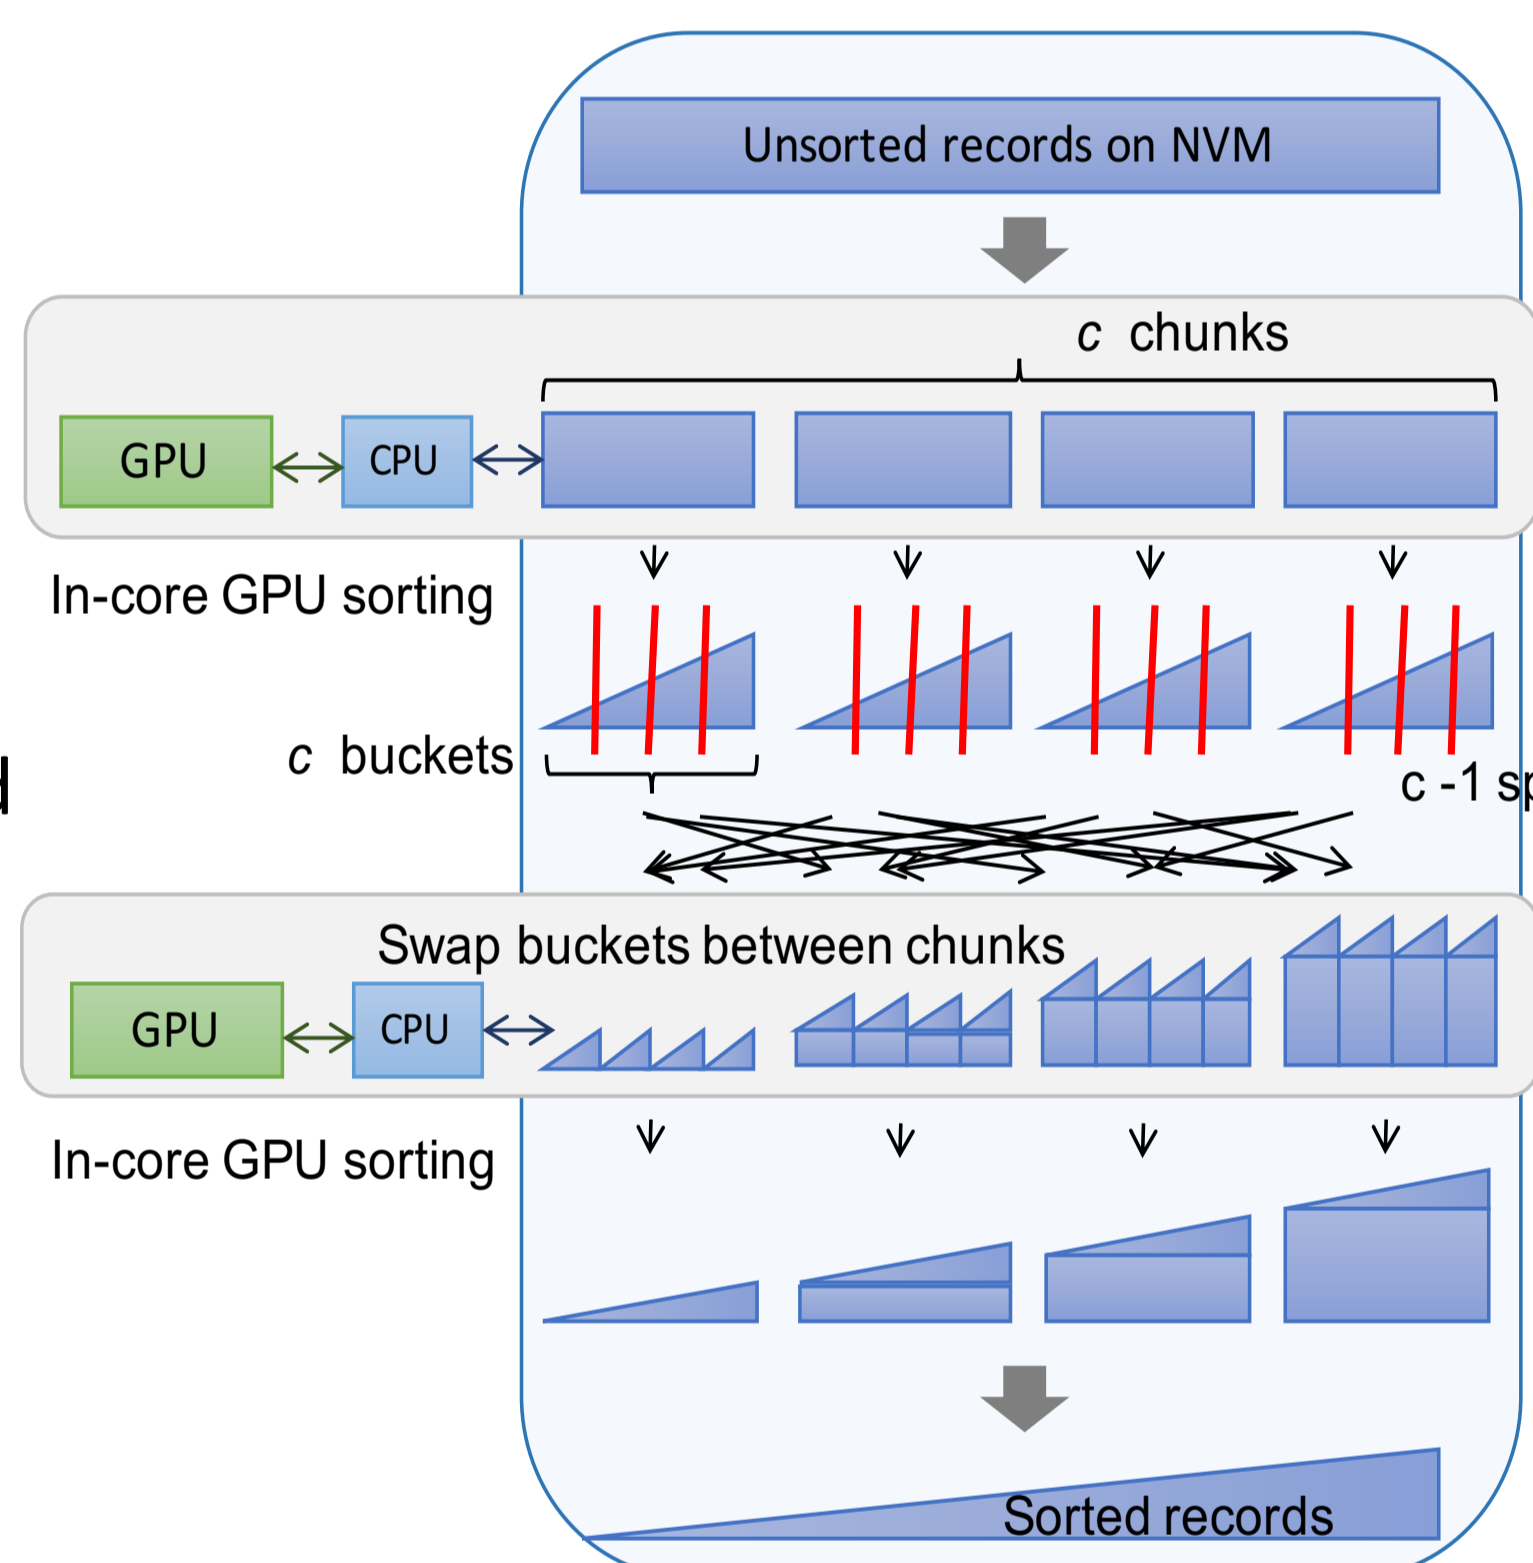 Unsorted records on NVM
c chunks
GPU
CPU
In-core GPU sorting
c buckets
c -1
Swap buckets between chunks
GPU
CPU
In-core GPU sorting
Sorted records